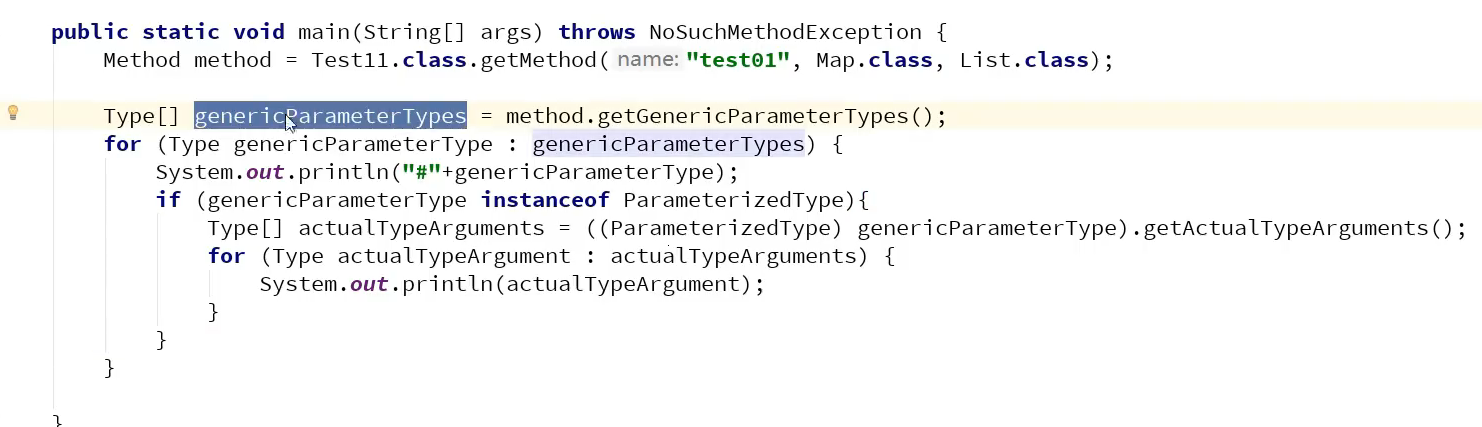 public static void main(String[] args) throws NoSuchMethodException {
Method method = Test11.class.getMethod( name: "test01", Map.class, List.class);
Type[] genericParameterTypes = method.getGenericParameterTypes();
for (Type genericParameterType : genericParameterTypes) {
System.out.println("#"+genericParameterType);
if (genericParameterType instanceof ParameterizedType){
Type[] actualTypeArguments = ((ParameterizedType) genericParameterType).getActualTypeArguments();
for (Type actualTypeArgument : actualTypeArguments) {
System.out.println(actualTypeArgument);
}
}
}
}